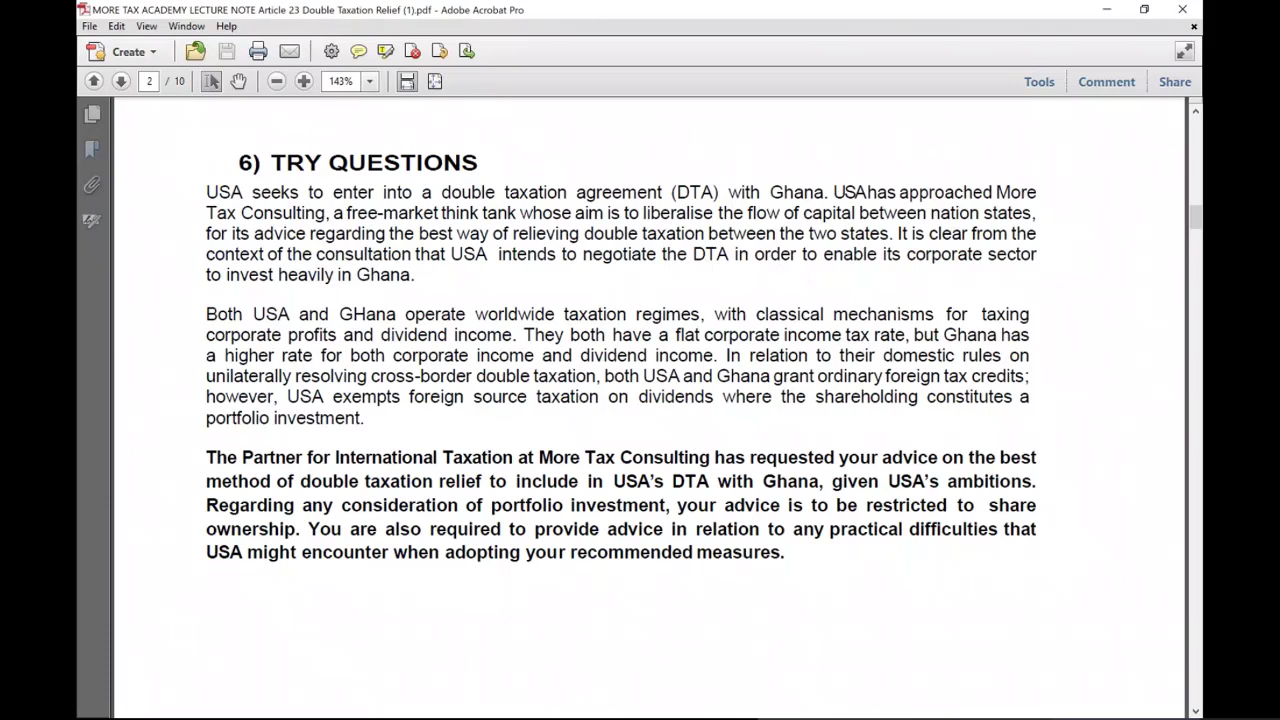 MORE TAX ACADEMY LECTURE NOTE Article 23 Double Taxation Relief (1).pdf - Adobe Acrobat Pro
File Edit View Window Help
Create
2 / 10 143% Tools Comment Share
6) TRY QUESTIONS
USA seeks to enter into a double taxation agreement (DTA) with Ghana. USAhas approached More
Tax Consulting, a free-market think tank whose aim is to liberalise the flow of capital between nation states,
for its advice regarding the best way of relieving double taxation between the two states. It is clear from the
context of the consultation that USA intends to negotiate the DTA in order to enable its corporate sector
to invest heavily in Ghana.
Both USA and GHana operate worldwide taxation regimes, with classical mechanisms for taxing
corporate profits and dividend income. They both have a flat corporate income tax rate, but Ghana has
a higher rate for both corporate income and dividend income. In relation to their domestic rules on
unilaterally resolving cross-border double taxation, both USA and Ghana grant ordinary foreign tax credits;
however, USA exempts foreign source taxation on dividends where the shareholding constitutes a
portfolio investment.
The Partner for International Taxation at More Tax Consulting has requested your advice on the best
method of double taxation relief to include in USA's DTA with Ghana, given USA's ambitions.
Regarding any consideration of portfolio investment, your advice is to be restricted to share
ownership. You are also required to provide advice in relation to any practical difficulties that
USA might encounter when adopting your recommended measures.